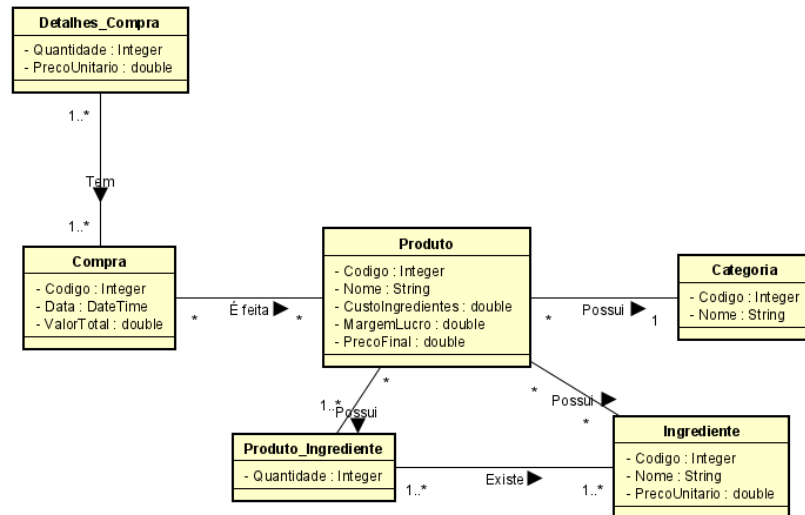 Detalhes_Compra
- Quantidade : Integer
- PrecoUnitario : double
1..*
Tem
1..*
Compra
- Codigo : Integer
- Data : DateTime
- ValorTotal : double
*
É feita
*
Produto
- Codigo : Integer
- Nome : String
- CustoIngredientes : double
- MargemLucro : double
- PrecoFinal : double
*
Possui
1
Categoria
- Codigo : Integer
- Nome : String
*
1..*
Possui
*
Possui
*
Produto_Ingrediente
- Quantidade : Integer
1..*
Existe
1..*
Ingrediente
- Codigo : Integer
- Nome : String
- PrecoUnitario : double